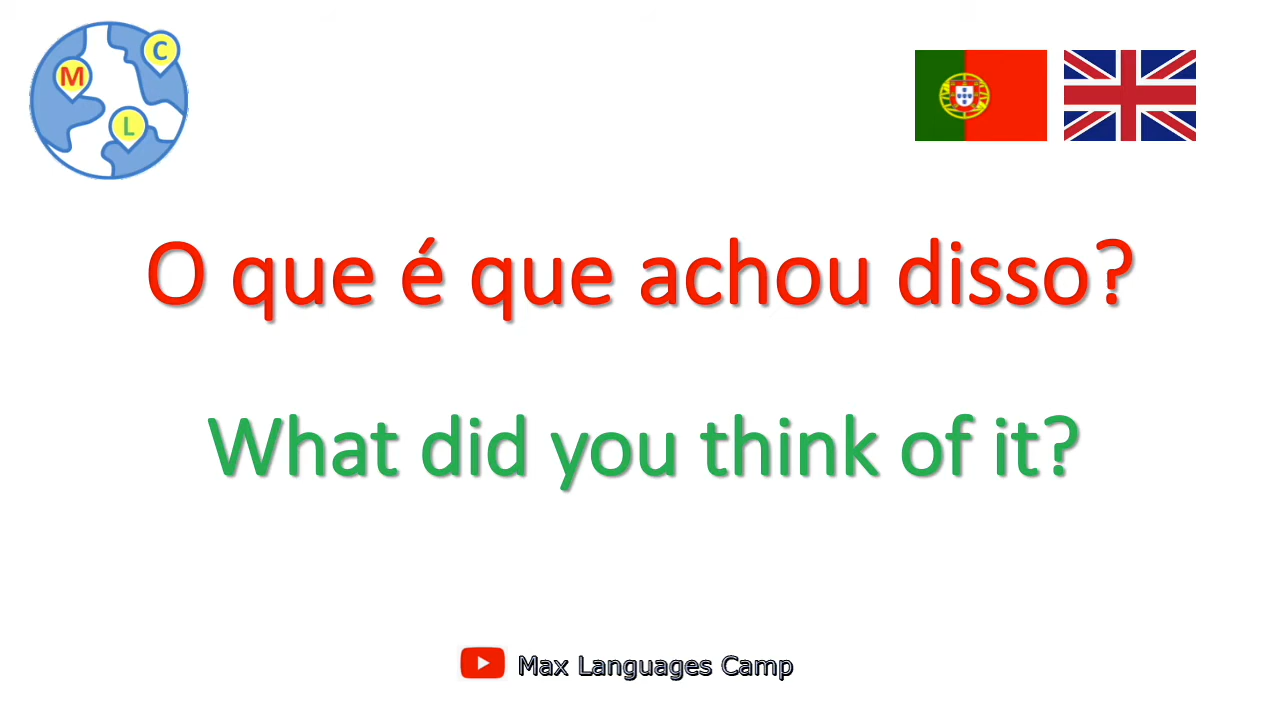 M
C
L
O que é que achou disso?
What did you think of it?
Max Languages Camp